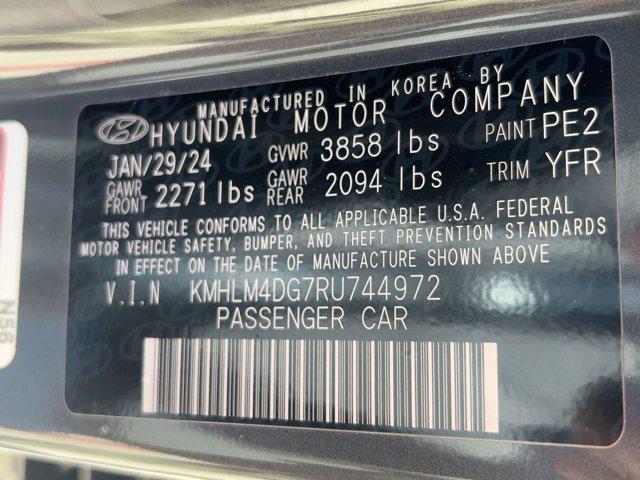 MANUFACTURED IN KOREA BY
HYUNDAI MOTOR COMPANY
JAN/29/24 GVWR 3858 lbs PAINT PE2
GAWR FRONT 2271 lbs GAWR REAR 2094 lbs TRIM YFR
THIS VEHICLE CONFORMS TO ALL APPLICABLE U.S.A. FEDERAL
MOTOR VEHICLE SAFETY, BUMPER, AND THEFT PREVENTION STANDARDS
IN EFFECT ON THE DATE OF MANUFACTURE SHOWN ABOVE
V.I.N KMHLM4DG7RU744972
PASSENGER CAR
N56